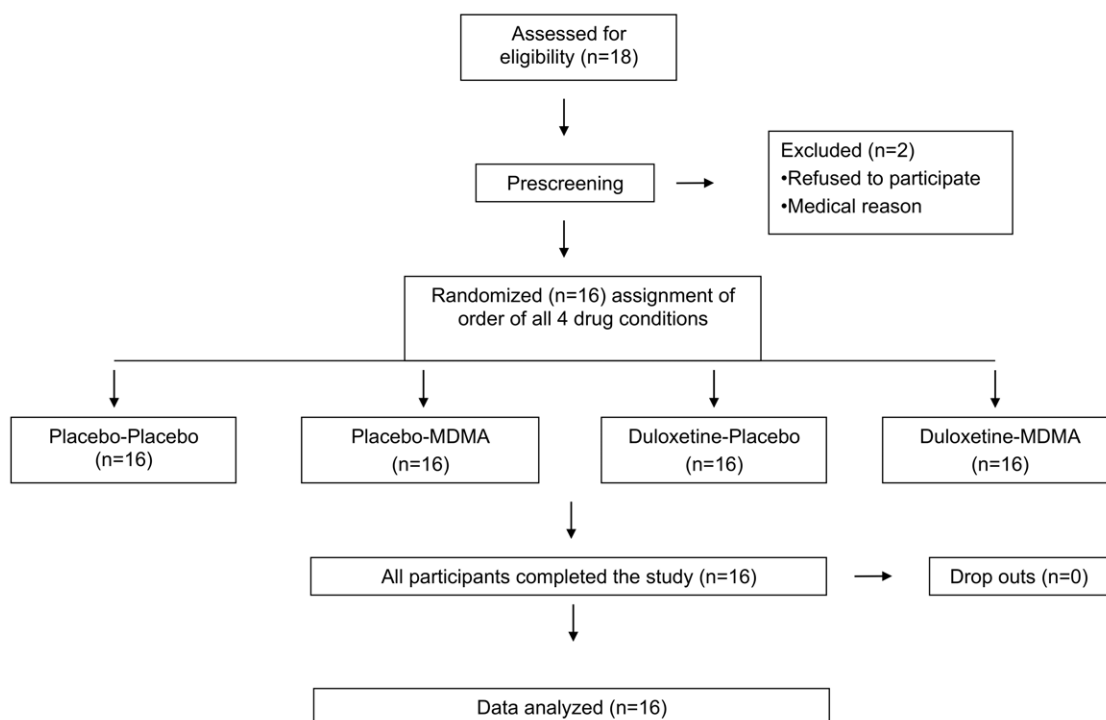 Assessed for
eligibility (n=18)
Prescreening
Excluded (n=2)
•Refused to participate
•Medical reason
Randomized (n=16) assignment of
order of all 4 drug conditions
Placebo-Placebo
(n=16)
Placebo-MDMA
(n=16)
Duloxetine-Placebo
(n=16)
Duloxetine-MDMA
(n=16)
All participants completed the study (n=16)
Drop outs (n=0)
Data analyzed (n=16)